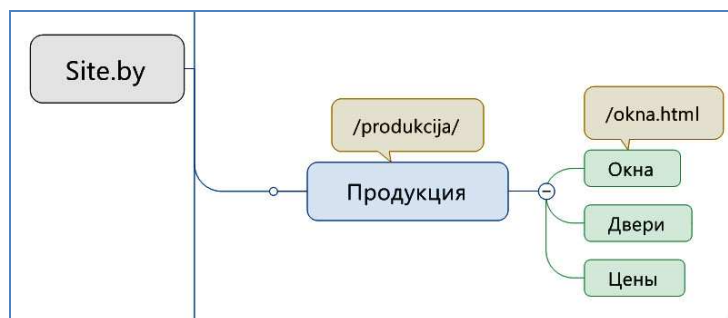 Site.by
/produkcija/
/okna.html
Продукция
Окна
Двери
Цены